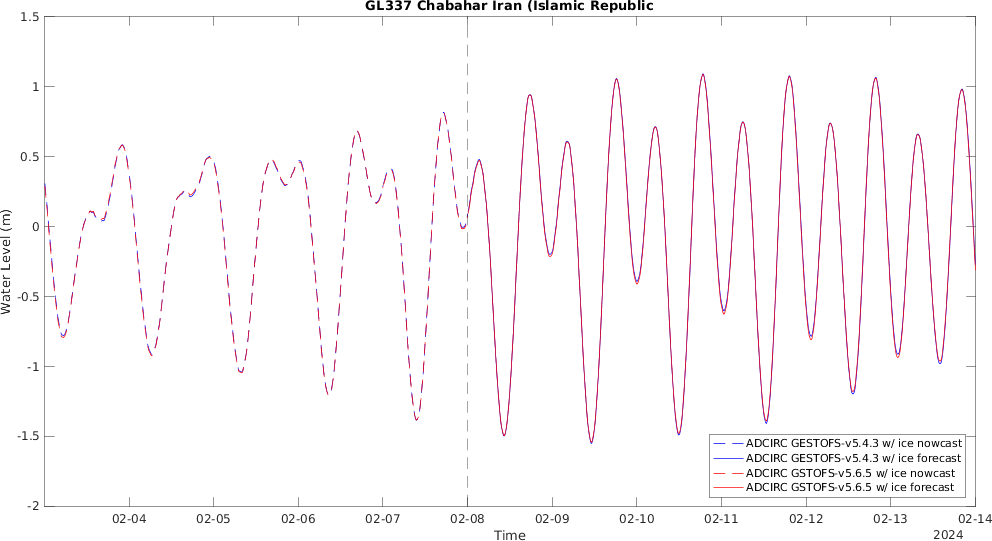 GL337 Chabahar Iran (Islamic Republic
1.5
1
0.5
0
-0.5
-1
-1.5
-2
Water Level (m)
ADCIRC GESTOFS-v5.4.3 w/ ice nowcast
ADCIRC GESTOFS-v5.4.3 w/ ice forecast
ADCIRC GSTOFS-v5.6.5 w/ ice nowcast
ADCIRC GSTOFS-v5.6.5 w/ ice forecast
02-04 02-05 02-06 02-07 02-08 02-09 02-10 02-11 02-12 02-13 02-14
Time
2024